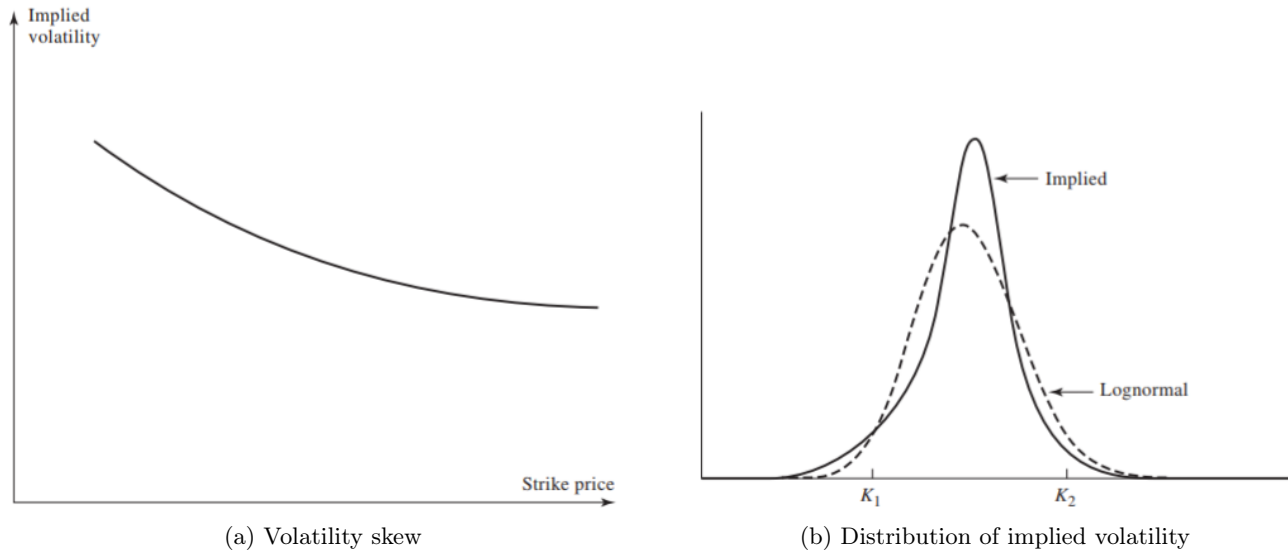 Implied
volatility
Strike price
(a) Volatility skew
Implied
Lognormal
K₁
K₂
(b) Distribution of implied volatility